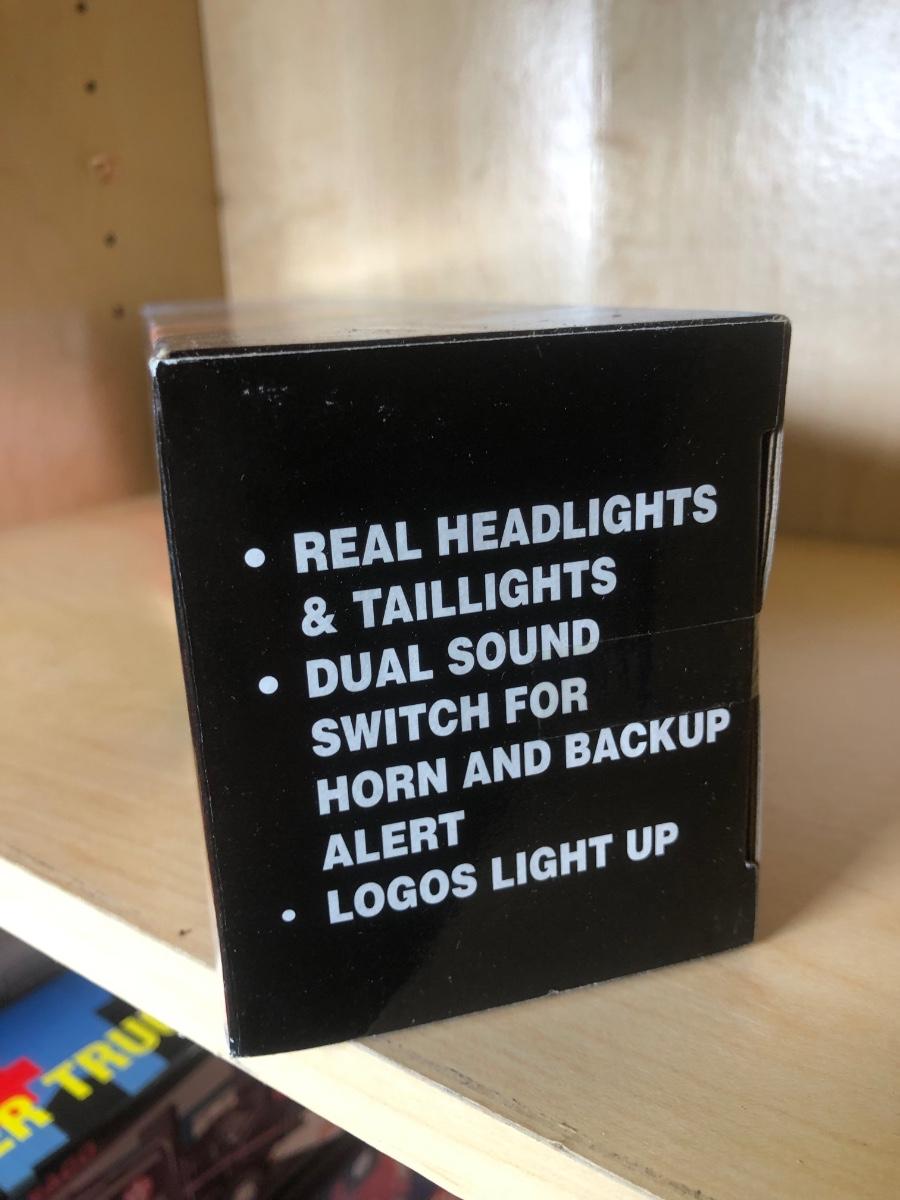 • REAL HEADLIGHTS
& TAILLIGHTS
• DUAL SOUND
SWITCH FOR
HORN AND BACKUP
ALERT
• LOGOS LIGHT UP